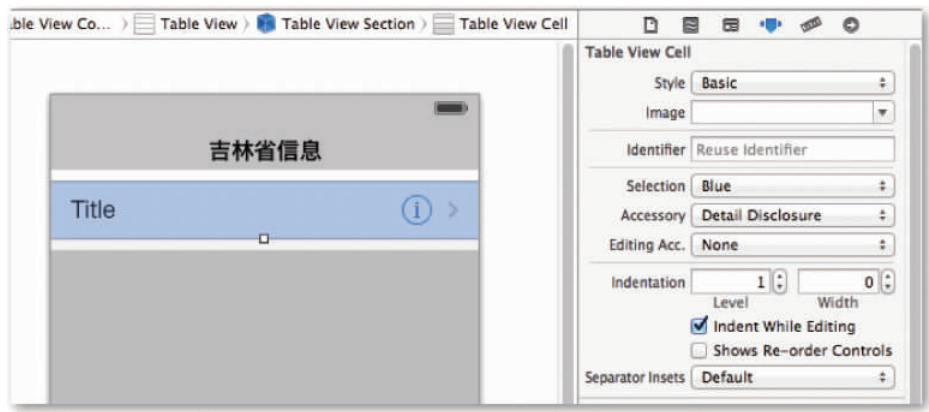 ble View Co... Table View Table View Section Table View Cell
吉林省信息
Title
Table View Cell
Style Basic
Image
Identifier Reuse Identifier
Selection Blue
Accessory Detail Disclosure
Editing Acc. None
Indentation 1 0
Level Width
Indent While Editing
Shows Re-order Controls
Separator Insets Default